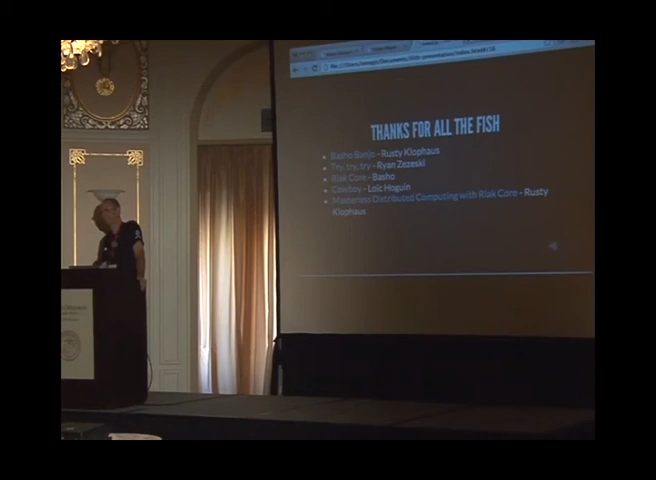 THANKS FOR ALL THE FISH
Basho Banjo - Rusty Klophaus
Try, try, try - Ryan Zezeski
Riak Core - Basho
Cowboy - Loïc Hoguin
Masterless Distributed Computing with Riak Core - Rusty
Klophaus